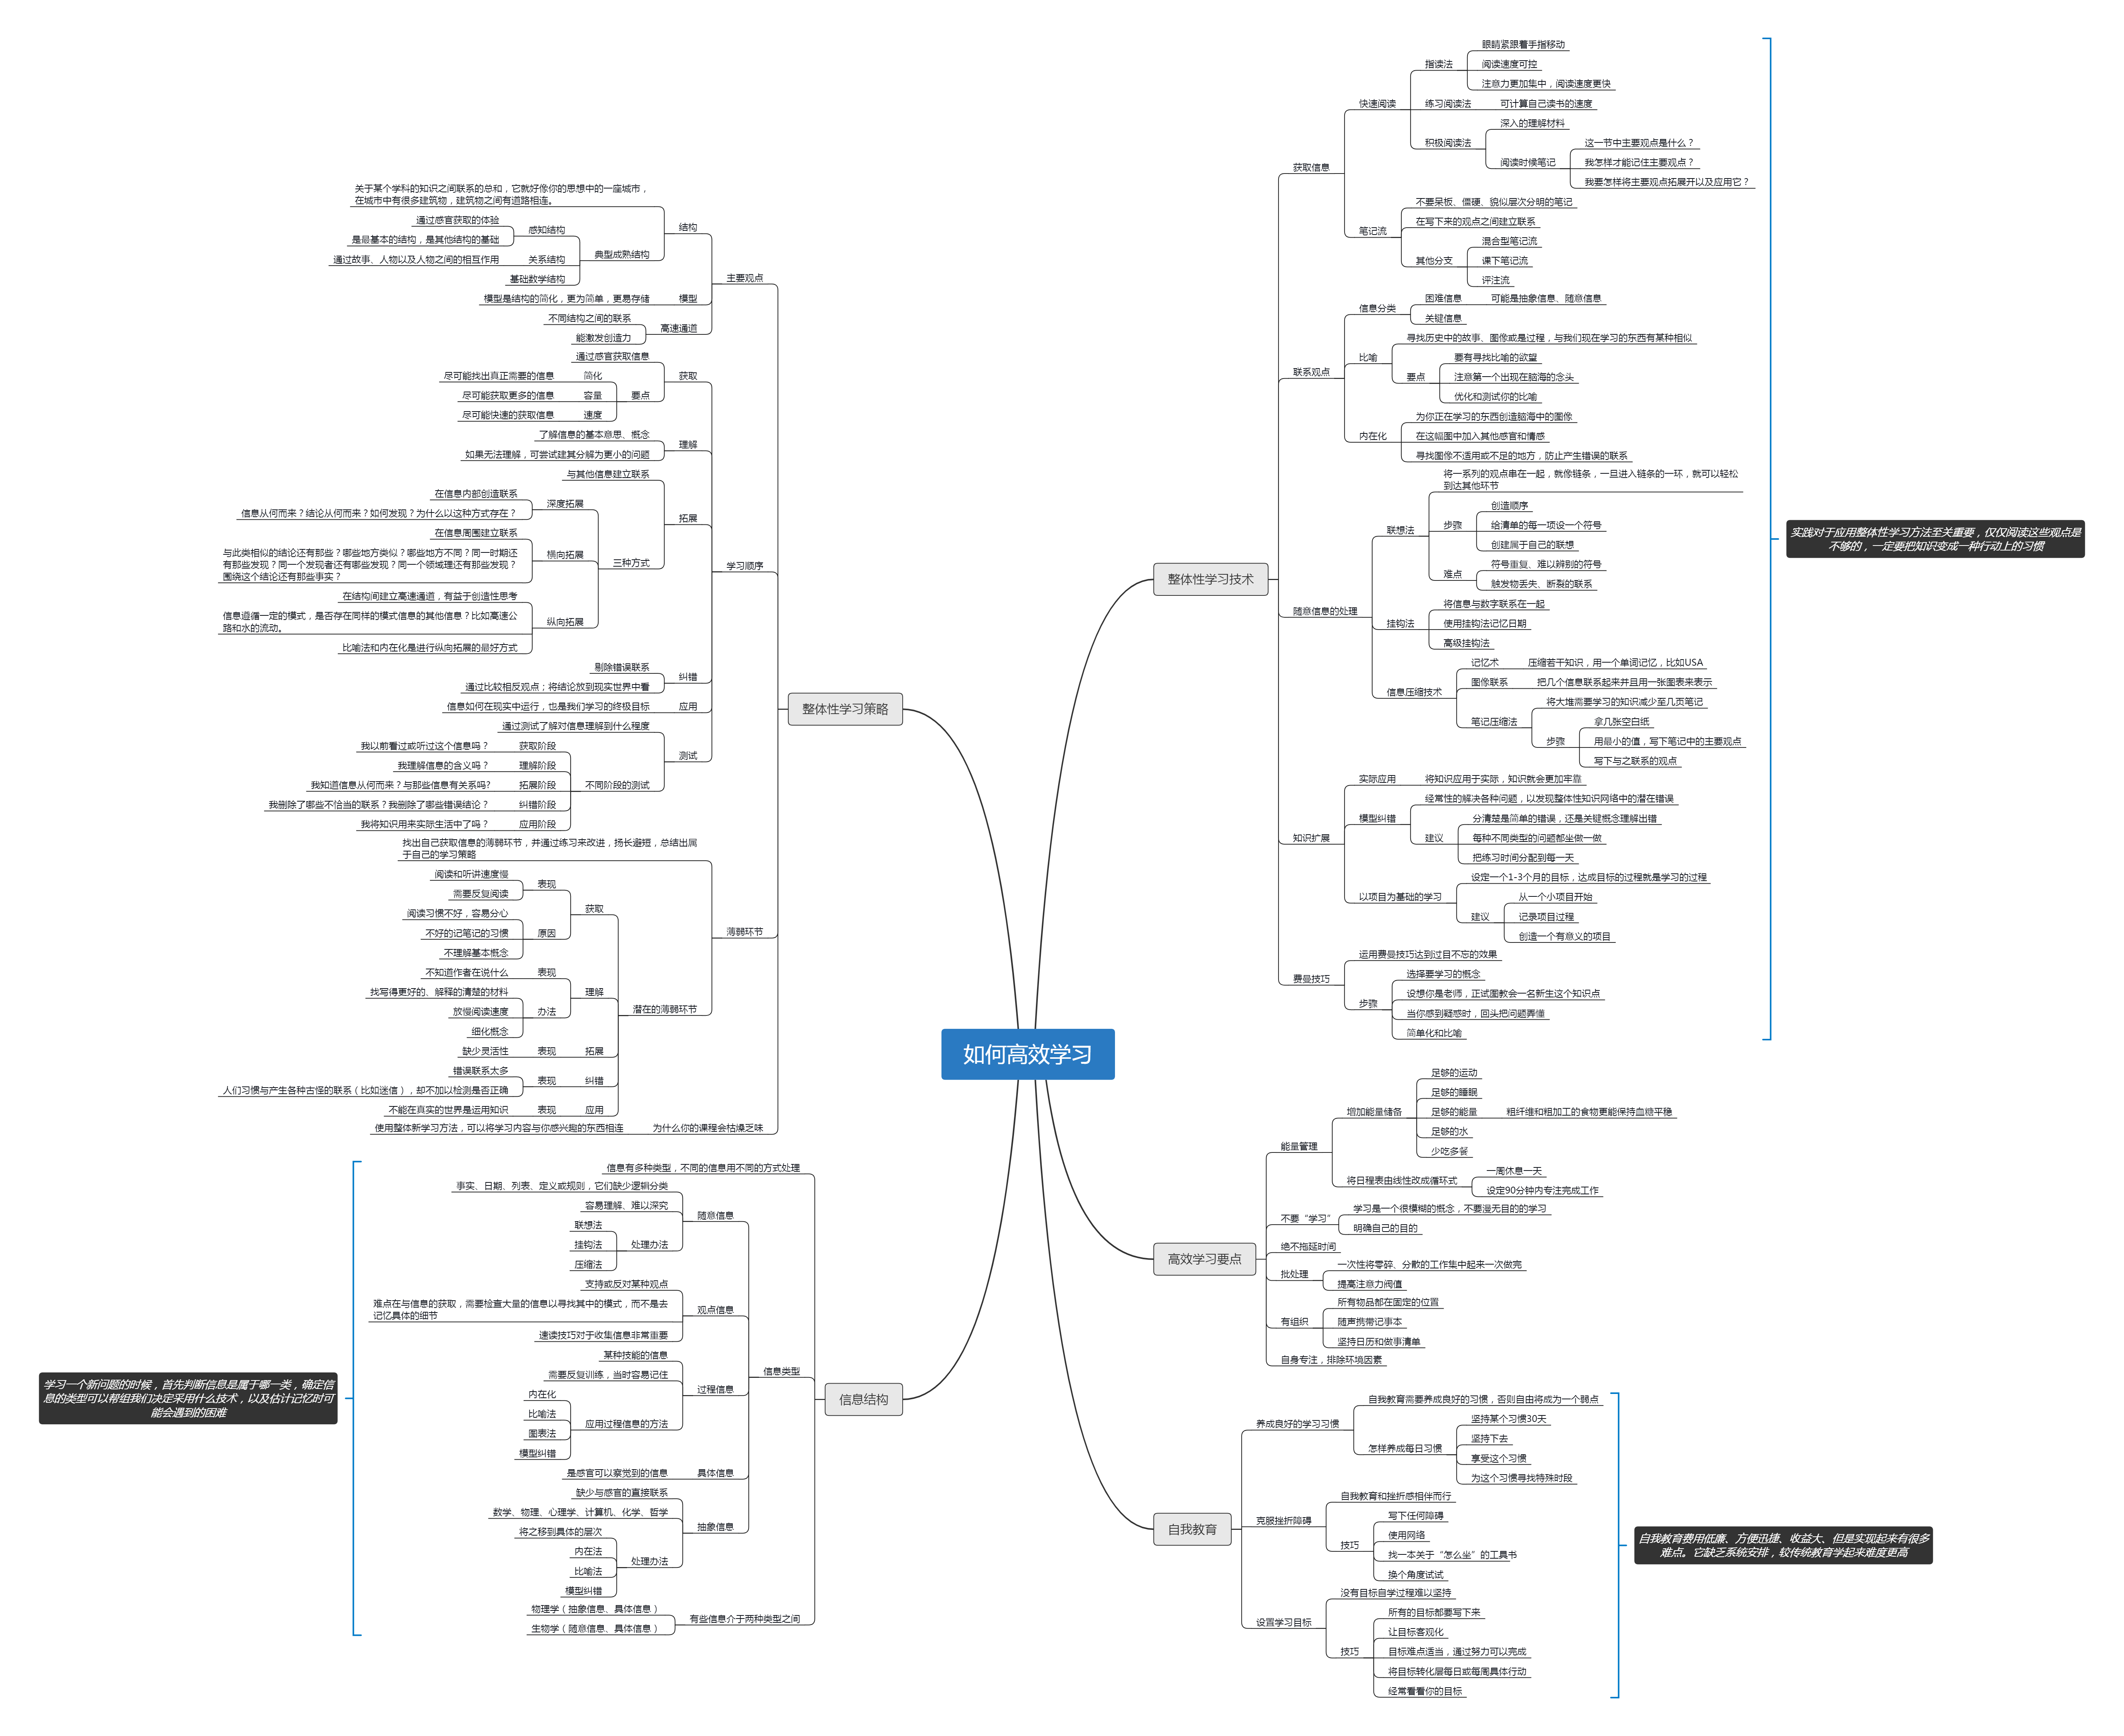 如何高效学习
整体性学习技术
获取信息
快速阅读
指读法
眼睛紧跟着手指移动
阅读速度可控
注意力更加集中，阅读速度更快
练习阅读法
可计算自己读书的速度
积极阅读法
深入的理解材料
阅读时候笔记
这一节中主要观点是什么？
我怎样才能记住主要观点？
我要怎样将主要观点拓展开以及应用它？
笔记流
不要呆板、僵硬、貌似层次分明的笔记
在写下来的观点之间建立联系
其他分支
混合型笔记流
课下笔记流
评注流
联系观点
信息分类
困难信息
可能是抽象信息、随意信息
关键信息
比喻
寻找历史中的故事、图像或是过程，与我们现在学习的东西有某种相似
要点
要有寻找比喻的欲望
注意第一个出现在脑海的念头
优化和测试你的比喻
内在化
为你正在学习的东西创造脑海中的图像
在这幅图中加入其他感官和情感
寻找图像不适用或不足的地方，防止产生错误的联系
随意信息的处理
联想法
将一系列的观点串在一起，就像链条，一旦进入链条的一环，就可以轻松
到达其他环节
步骤
创造顺序
给清单的每一项设一个符号
创建属于自己的联想
难点
符号重复、难以辨别的符号
触发物丢失、断裂的联系
挂钩法
将信息与数字联系在一起
使用挂钩法记忆日期
高级挂钩法
信息压缩技术
记忆术
压缩若干知识，用一个单词记忆，比如USA
图像联系
把几个信息联系起来并且用一张图表来表示
笔记压缩法
将大堆需要学习的知识减少至几页笔记
步骤
拿几张空白纸
用最小的值，写下笔记中的主要观点
写下与之联系的观点
知识扩展
实际应用
将知识应用于实际，知识就会更加牢靠
模型纠错
经常性的解决各种问题，以发现整体性知识网络中的潜在错误
建议
分清楚是简单的错误，还是关键概念理解出错
每种不同类型的问题都坐做一做
把练习时间分配到每一天
以项目为基础的学习
设定一个1-3个月的目标，达成目标的过程就是学习的过程
建议
从一个小项目开始
记录项目过程
创造一个有意义的项目
费曼技巧
运用费曼技巧达到过目不忘的效果
步骤
选择要学习的概念
设想你是老师，正试图教会一名新生这个知识点
当你感到疑惑时，回头把问题弄懂
简单化和比喻
实践对于应用整体性学习方法至关重要，仅仅阅读这些观点是
不够的，一定要把知识变成一种行动上的习惯
高效学习要点
能量管理
增加能量储备
足够的运动
足够的睡眠
足够的能量
粗纤维和粗加工的食物更能保持血糖平稳
足够的水
少吃多餐
将日程表由线性改成循环式
一周休息一天
设定90分钟内专注完成工作
不要“学习”
学习是一个很模糊的概念，不要漫无目的的学习
明确自己的目的
绝不拖延时间
批处理
一次性将零碎、分散的工作集中起来一次做完
提高注意力阀值
有组织
所有物品都在固定的位置
随声携带记事本
坚持日历和做事清单
自身专注，排除环境因素
自我教育
养成良好的学习习惯
自我教育需要养成良好的习惯，否则自由将成为一个弱点
怎样养成每日习惯
坚持某个习惯30天
坚持下去
享受这个习惯
为这个习惯寻找特殊时段
克服挫折障碍
自我教育和挫折感相伴而行
技巧
写下任何障碍
使用网络
找一本关于“怎么坐”的工具书
换个角度试试
设置学习目标
没有目标自学过程难以坚持
技巧
所有的目标都要写下来
让目标客观化
目标难点适当，通过努力可以完成
将目标转化层每日或每周具体行动
经常看看你的目标
自我教育费用低廉、方便迅捷、收益大、但是实现起来有很多
难点。它缺乏系统安排，较传统教育学起来难度更高
整体性学习策略
主要观点
结构
关于某个学科的知识之间联系的总和，它就好像你的思想中的一座城市，
在城市中有很多建筑物，建筑物之间有道路相连。
典型成熟结构
感知结构
通过感官获取的体验
是最基本的结构，是其他结构的基础
关系结构
通过故事、人物以及人物之间的相互作用
基础数学结构
模型
模型是结构的简化，更为简单，更易存储
高速通道
不同结构之间的联系
能激发创造力
学习顺序
获取
通过感官获取信息
要点
简化
尽可能找出真正需要的信息
容量
尽可能获取更多的信息
速度
尽可能快速的获取信息
理解
了解信息的基本意思、概念
如果无法理解，可尝试建其分解为更小的问题
拓展
与其他信息建立联系
三种方式
深度拓展
在信息内部创造联系
信息从何而来？结论从何而来？如何发现？为什么以这种方式存在？
横向拓展
在信息周围建立联系
与此类相似的结论还有那些？哪些地方类似？哪些地方不同？同一时期还
有那些发现？同一个发现者还有哪些发现？同一个领域理还有那些发现？
围绕这个结论还有那些事实？
纵向拓展
在结构间建立高速通道，有益于创造性思考
信息遵循一定的模式，是否存在同样的模式信息的其他信息？比如高速公
路和水的流动。
比喻法和内在化是进行纵向拓展的最好方式
纠错
剔除错误联系
通过比较相反观点；将结论放到现实世界中看
应用
信息如何在现实中运行，也是我们学习的终极目标
测试
通过测试了解对信息理解到什么程度
不同阶段的测试
获取阶段
我以前看过或听过这个信息吗？
理解阶段
我理解信息的含义吗？
拓展阶段
我知道信息从何而来？与那些信息有关系吗?
纠错阶段
我删除了哪些不恰当的联系？我删除了哪些错误结论？
应用阶段
我将知识用来实际生活中了吗？
薄弱环节
找出自己获取信息的薄弱环节，并通过练习来改进，扬长避短，总结出属
于自己的学习策略
潜在的薄弱环节
获取
表现
阅读和听讲速度慢
需要反复阅读
原因
阅读习惯不好，容易分心
不好的记笔记的习惯
不理解基本概念
理解
表现
不知道作者在说什么
办法
找写得更好的、解释的清楚的材料
放慢阅读速度
细化概念
拓展
表现
缺少灵活性
纠错
表现
错误联系太多
人们习惯与产生各种古怪的联系（比如迷信），却不加以检测是否正确
应用
表现
不能在真实的世界是运用知识
为什么你的课程会枯燥乏味
使用整体新学习方法，可以将学习内容与你感兴趣的东西相连
信息结构
信息有多种类型，不同的信息用不同的方式处理
信息类型
随意信息
事实、日期、列表、定义或规则，它们缺少逻辑分类
容易理解、难以深究
处理办法
联想法
挂钩法
压缩法
观点信息
支持或反对某种观点
难点在与信息的获取，需要检查大量的信息以寻找其中的模式，而不是去
记忆具体的细节
速读技巧对于收集信息非常重要
过程信息
某种技能的信息
需要反复训练，当时容易记住
应用过程信息的方法
内在化
比喻法
图表法
模型纠错
具体信息
是感官可以察觉到的信息
抽象信息
缺少与感官的直接联系
数学、物理、心理学、计算机、化学、哲学
处理办法
将之移到具体的层次
内在法
比喻法
模型纠错
有些信息介于两种类型之间
物理学（抽象信息、具体信息）
生物学（随意信息、具体信息）
学习一个新问题的时候，首先判断信息是属于哪一类，确定信
息的类型可以帮组我们决定采用什么技术，以及估计记忆时可
能会遇到的困难